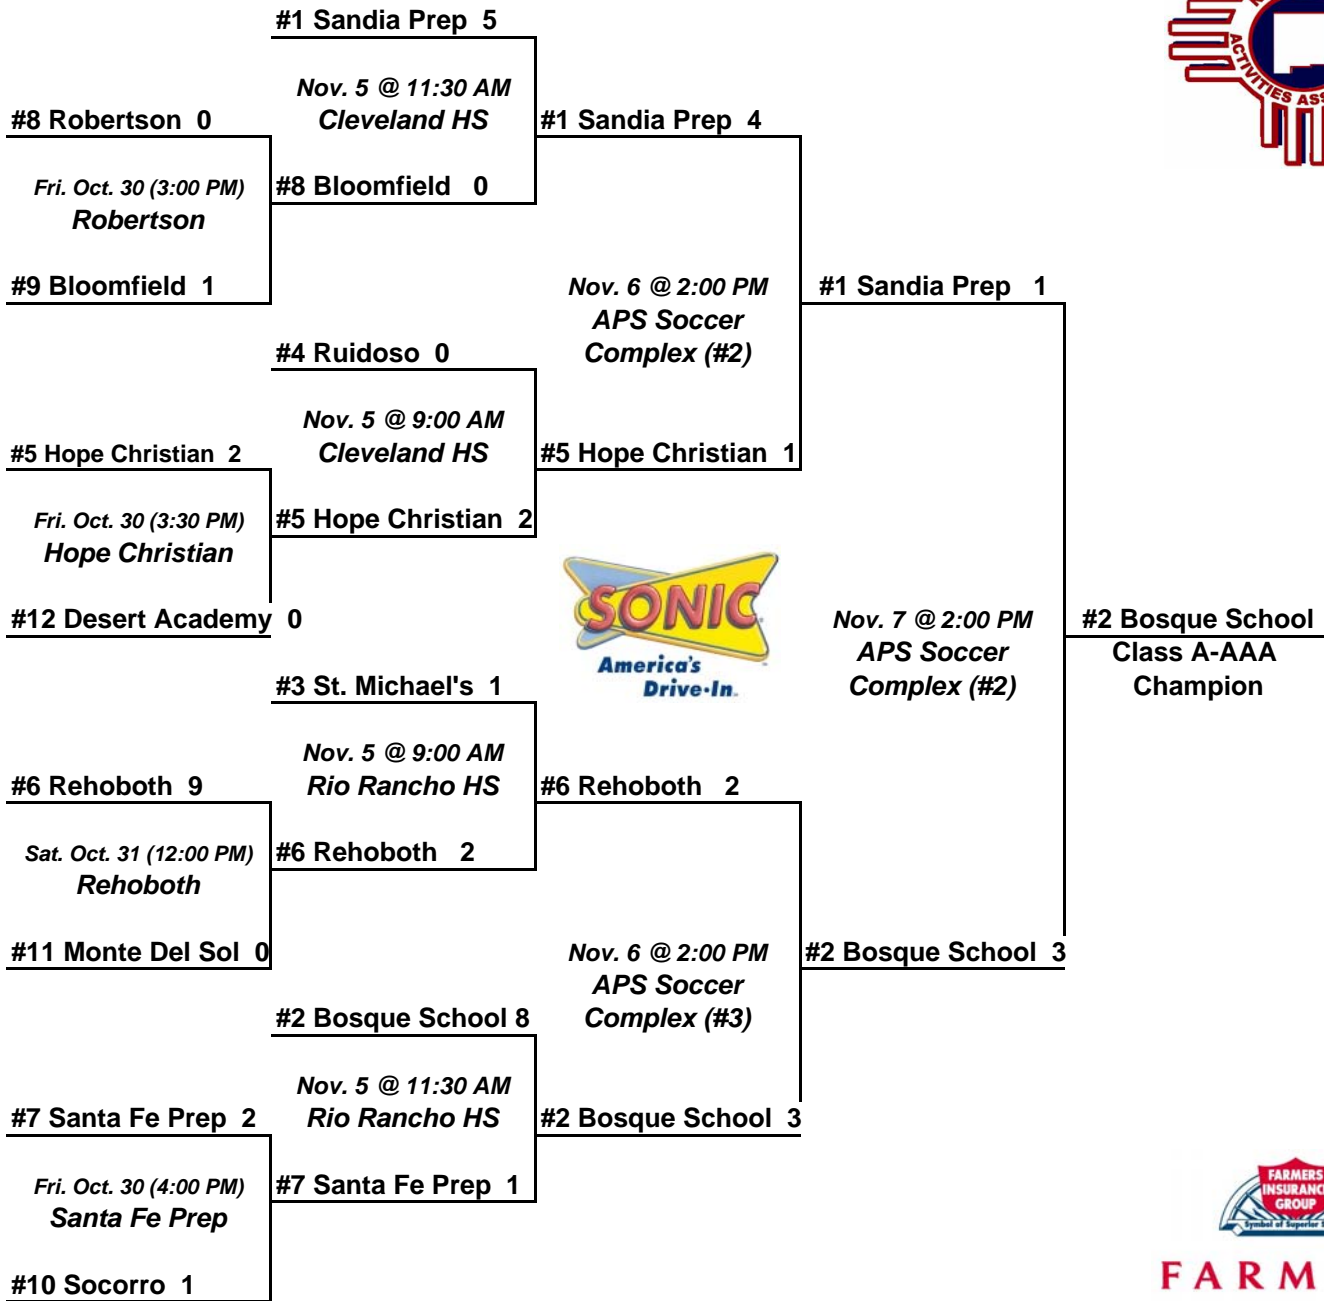 #1 Sandia Prep 5
Nov. 5 @ 11:30 AM
Cleveland HS
#8 Robertson 0
#1 Sandia Prep 4
Fri. Oct. 30 (3:00 PM)
Robertson
#8 Bloomfield 0
#9 Bloomfield 1
Nov. 6 @ 2:00 PM
APS Soccer
Complex (#2)
#1 Sandia Prep 1
#4 Ruidoso 0
Nov. 5 @ 9:00 AM
Cleveland HS
#5 Hope Christian 2
#5 Hope Christian 1
Fri. Oct. 30 (3:30 PM)
Hope Christian
#5 Hope Christian 2
#12 Desert Academy 0
SONIC
America's
Drive-In
Nov. 7 @ 2:00 PM
APS Soccer
Complex (#2)
#2 Bosque School
Class A-AAA
Champion
#3 St. Michael's 1
Nov. 5 @ 9:00 AM
Rio Rancho HS
#6 Rehoboth 9
#6 Rehoboth 2
Sat. Oct. 31 (12:00 PM)
Rehoboth
#6 Rehoboth 2
#11 Monte Del Sol 0
Nov. 6 @ 2:00 PM
APS Soccer
Complex (#3)
#2 Bosque School 3
#2 Bosque School 8
Nov. 5 @ 11:30 AM
Rio Rancho HS
#7 Santa Fe Prep 2
#2 Bosque School 3
Fri. Oct. 30 (4:00 PM)
Santa Fe Prep
#7 Santa Fe Prep 1
#10 Socorro 1
ACTIVITIES
FARMERS
INSURANCE
GROUP
Symbol of Superior
FARM